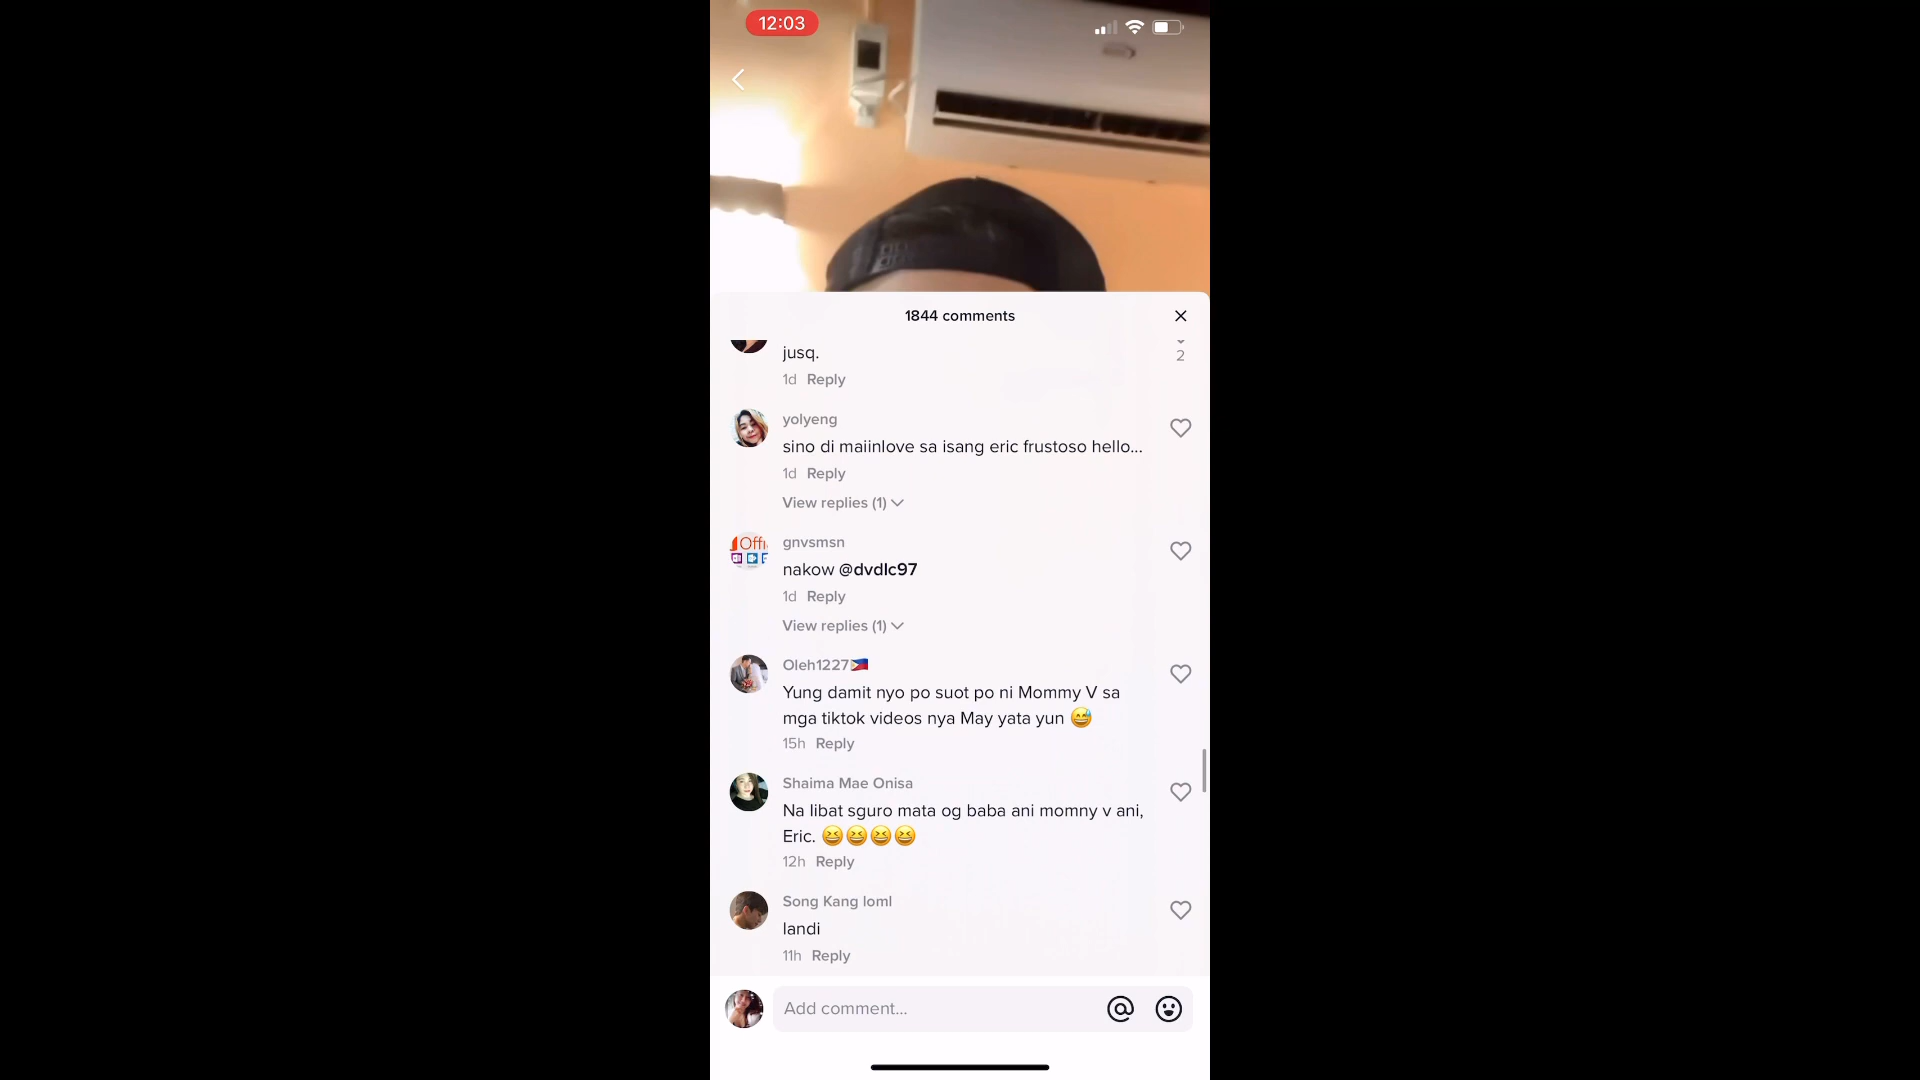 12:03
1844 comments
jusq.
2
1d Reply
yolyeng
sino di maiinlove sa isang eric frustoso hello...
1d Reply
View replies (1)
Offi
gnvsmsn
nakow @dvdlc97
1d Reply
View replies (1)
Oleh1227🇵🇭
Yung damit nyo po suot po ni Mommy V sa
mga tiktok videos nya May yata yun 😅
15h Reply
Shaima Mae Onisa
Na libat sguro mata og baba ani momny v ani,
Eric. 😆😆😆😆
12h Reply
Song Kang loml
landi
11h Reply
Add comment...